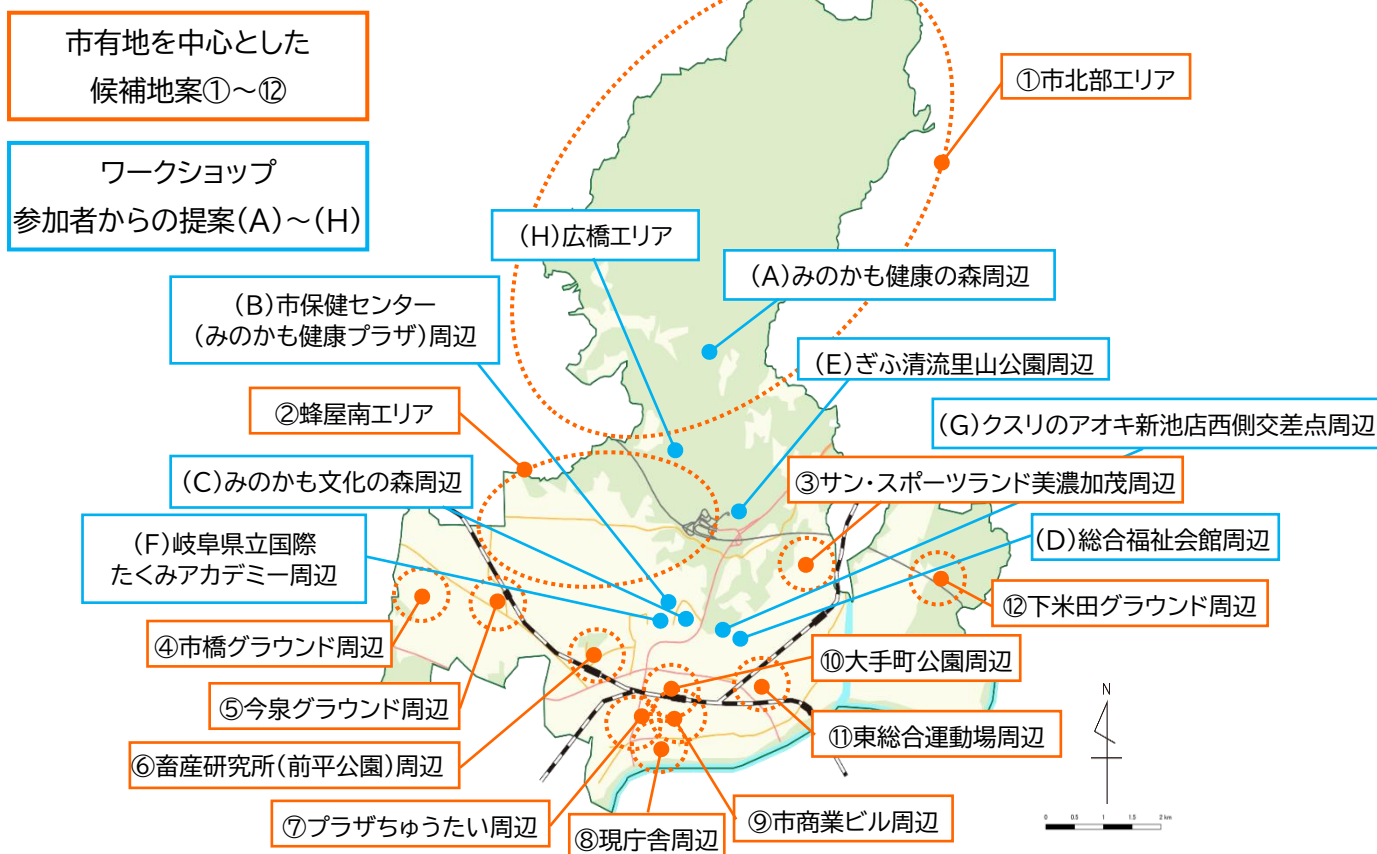 市有地を中心とした
候補地案①~⑫
ワークショップ
参加者からの提案(A)~(H)
①市北部エリア
(H)広橋エリア
(A)みのかも健康の森周辺
(B)市保健センター
(みのかも健康プラザ)周辺
(E)ぎふ清流里山公園周辺
②蜂屋南エリア
(G)クスリのアオキ新池店西側交差点周辺
(C)みのかも文化の森周辺
③サン・スポーツランド美濃加茂周辺
(F)岐阜県立国際
たくみアカデミー周辺
(D)総合福祉会館周辺
⑫下米田グラウンド周辺
④市橋グラウンド周辺
⑩大手町公園周辺
⑤今泉グラウンド周辺
⑪東総合運動場周辺
⑥畜産研究所(前平公園)周辺
⑦プラザちゅうたい周辺
⑧現庁舎周辺
⑨市商業ビル周辺
N
0 0.5 1 1.5 2 km